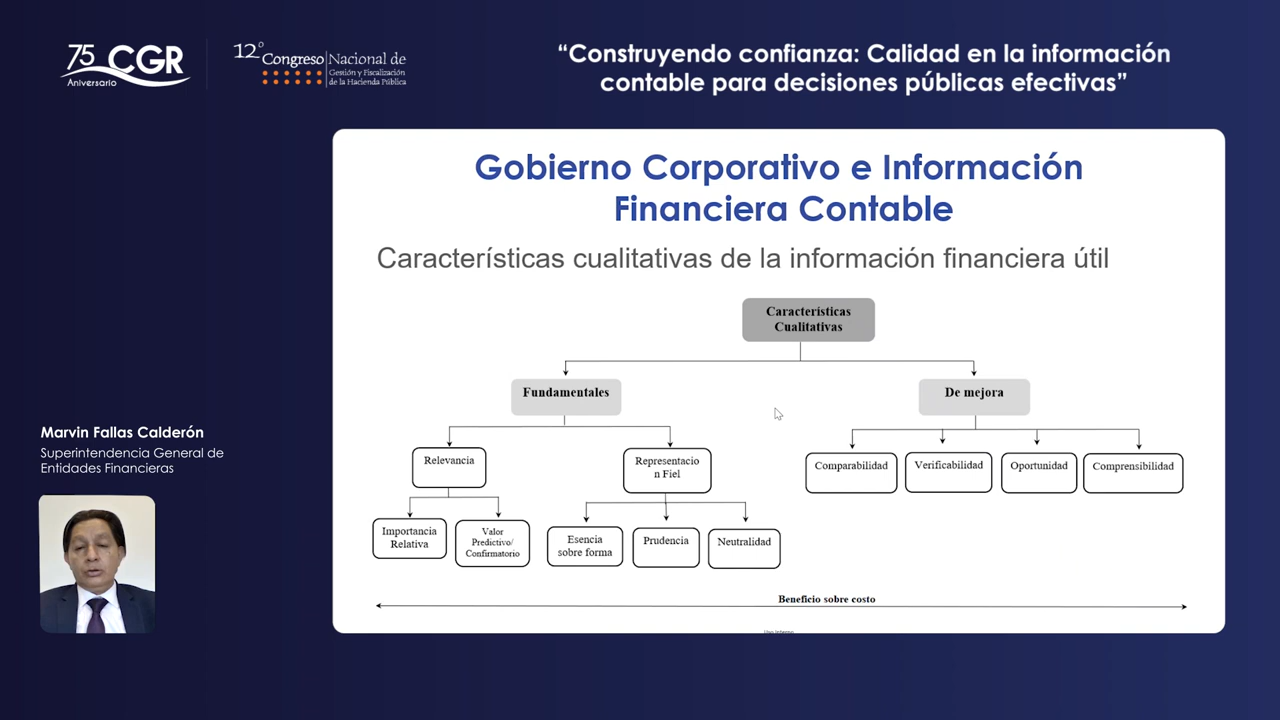 75 CGR
Aniversario
12° Congreso Nacional de
Gestión y Fiscalización
de la Hacienda Pública
“Construyendo confianza: Calidad en la información
contable para decisiones públicas efectivas”
Gobierno Corporativo e Información
Financiera Contable
Características cualitativas de la información financiera útil
Características
Cualitativas
Fundamentales
De mejora
Relevancia
Representacio
n Fiel
Comparabilidad
Verificabilidad
Oportunidad
Comprensibilidad
Importancia
Relativa
Valor
Predictivo/
Confirmatorio
Esencia
sobre forma
Prudencia
Neutralidad
Beneficio sobre costo
Marvin Fallas Calderón
Superintendencia General de
Entidades Financieras